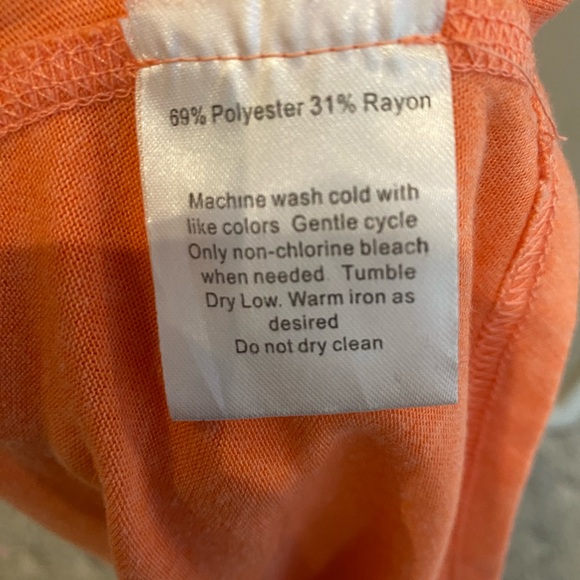 69% Polyester 31% Rayon
Machine wash cold with
like colors Gentle cycle
Only non-chlorine bleach
when needed Tumble
Dry Low. Warm iron as
desired
Do not dry clean